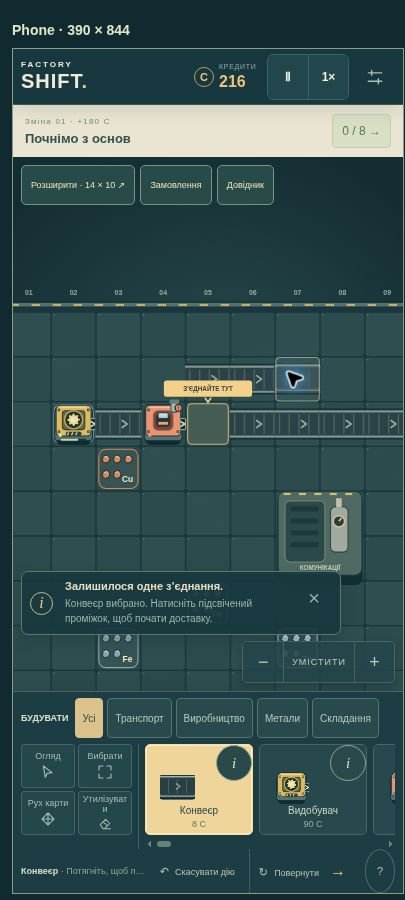 Phone · 390 × 844
FACTORY
SHIFT.
C
КРЕДИТИ
216
1×
Зміна 01 · +180 C
Почнімо з основ
0 / 8 →
Розширити · 14 × 10 ↗
Замовлення
Довідник
01 02 03 04 05 06 07 08 09
З'ЄДНАЙТЕ ТУТ
Cu
КОМУНІКАЦІЇ
Залишилося одне з'єднання.
i
Конвеєр вибрано. Натисніть підсвічений
проміжок, щоб почати доставку.
×
Fe
− УМІСТИТИ +
БУДУВАТИ
Усі
Транспорт
Виробництво
Метали
Складання
Огляд
Вибрати
Рух карти
Утилізуват
и
i
Конвеєр
8 C
i
Видобувач
90 C
Конвеєр · Потягніть, щоб п…
↶ Скасувати дію
↻ Повернути →
?